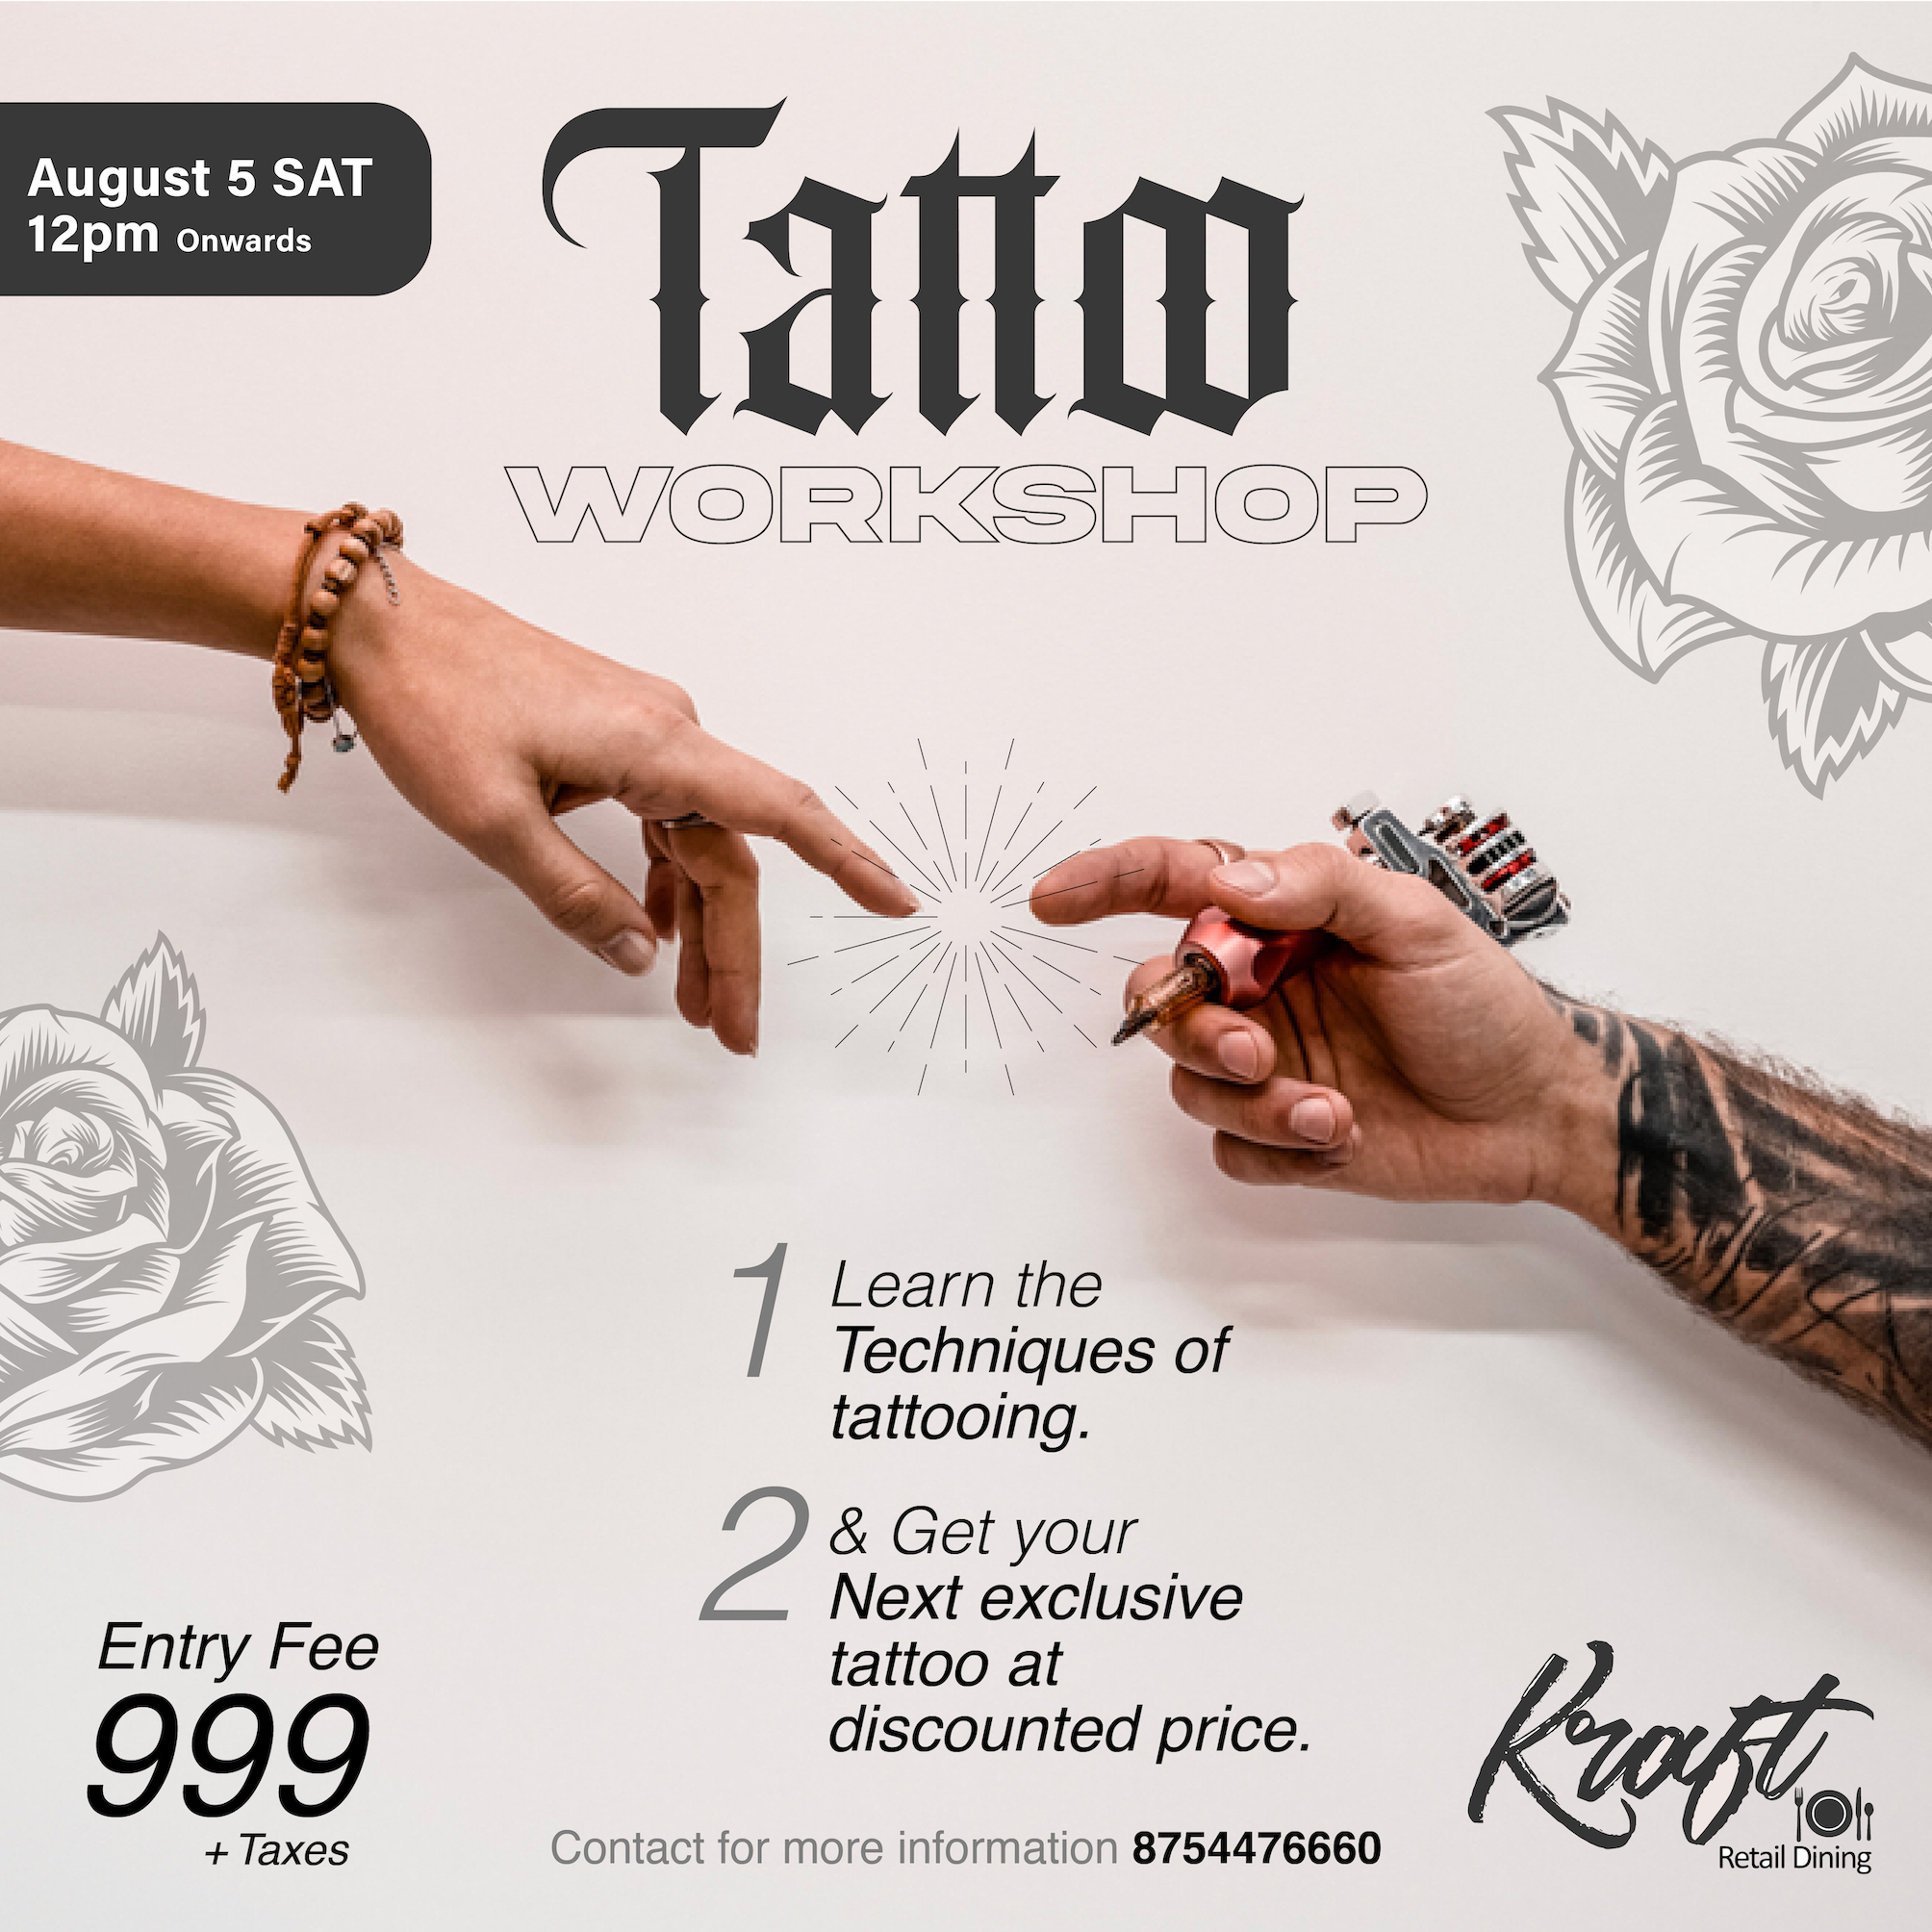 August 5 SAT
12pm Onwards
Tattoo
WORKSHOP
1
Learn the
Techniques of
tattooing.
2
& Get your
Next exclusive
tattoo at
discounted price.
Entry Fee
999
+ Taxes
Contact for more information 8754476660
Kraft
Retail Dining